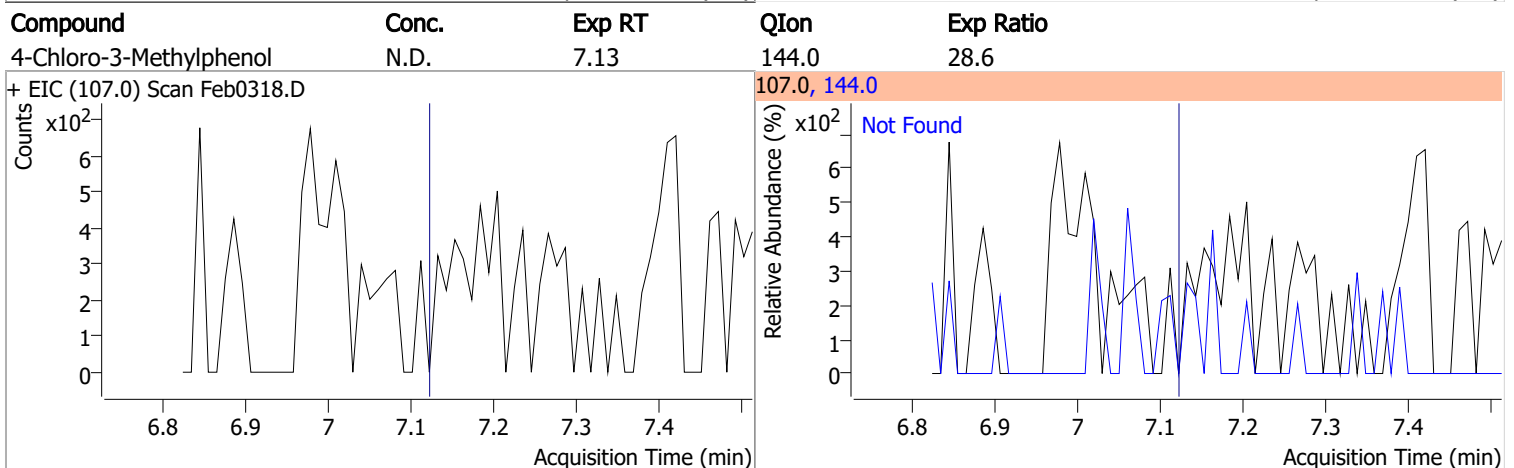 Compound Conc. Exp RT QIon Exp Ratio
4-Chloro-3-Methylphenol N.D. 7.13 144.0 28.6
+ EIC (107.0) Scan Feb0318.D
Counts
x10²
6
5
4
3
2
1
0
6.8 6.9 7 7.1 7.2 7.3 7.4
Acquisition Time (min)
107.0, 144.0
Relative Abundance (%)
x10²
Not Found
6
5
4
3
2
1
0
6.8 6.9 7 7.1 7.2 7.3 7.4
Acquisition Time (min)